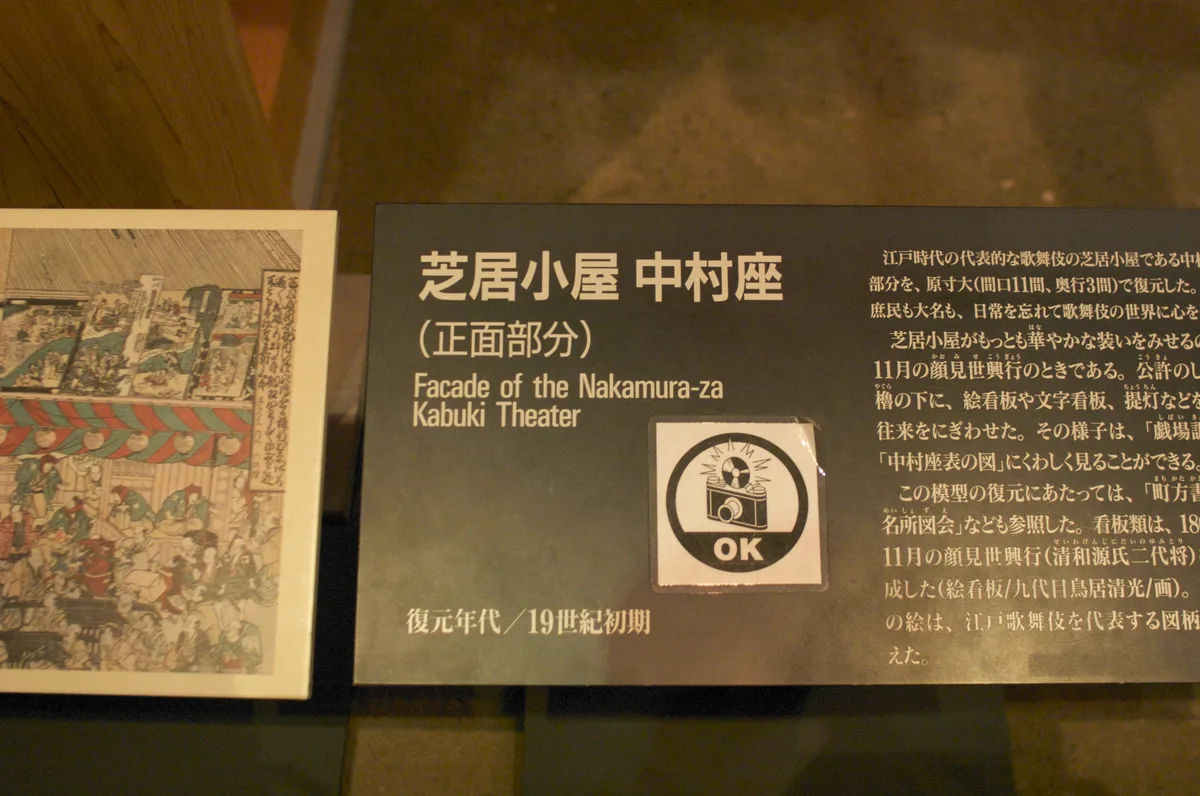 芝居小屋 中村座
(正面部分)
Facade of the Nakamura-za
Kabuki Theater
OK
復元年代/19世紀初期
江戸時代の代表的な歌舞伎の芝居小屋である中村
部分を、原寸大(間口11間、奥行3間)で復元した。
庶民も大名も、日常を忘れて歌舞伎の世界に心を
芝居小屋がもっとも華やかな装いをみせるの
11月の顔見世興行のときである。公許のし
櫓の下に、絵看板や文字看板、提灯などを
往来をにぎわせた。その様子は、「戯場
「中村座表の図」にくわしく見ることができる。
この模型の復元にあたっては、「町方書
名所図会」なども参照した。看板類は、18
11月の顔見世興行(清和源氏二代将)
成した(絵看板/九代目鳥居清光/画)。
の絵は、江戸歌舞伎を代表する図柄
えた。